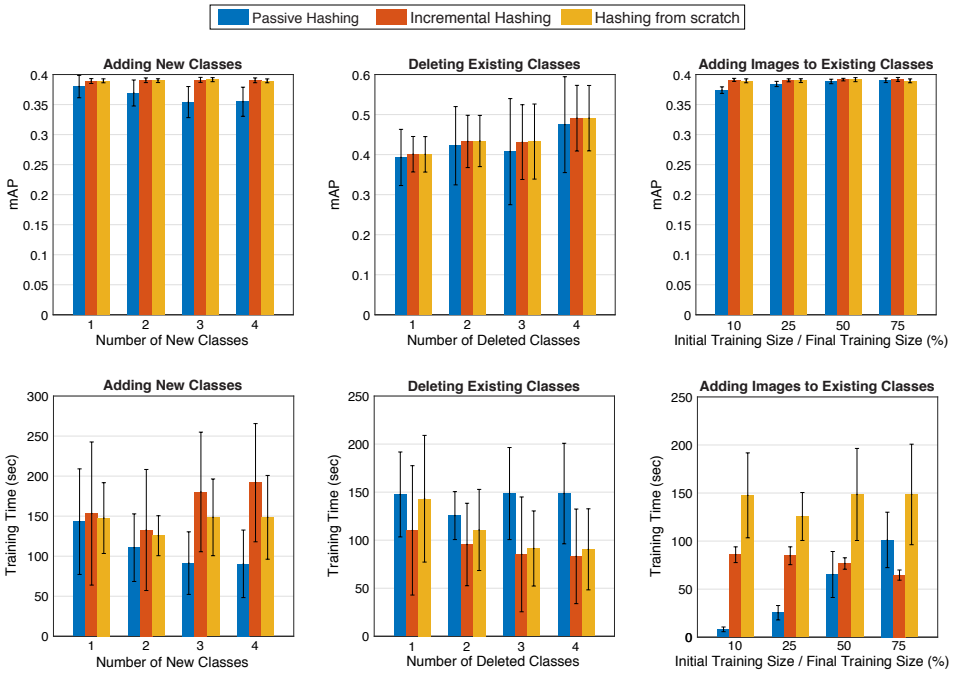 Passive Hashing Incremental Hashing Hashing from scratch
Adding New Classes
0.4
0.35
0.3
0.25
0.2
0.15
0.1
0.05
0
mAP
1 2 3 4
Number of New Classes
Deleting Existing Classes
0.6
0.5
0.4
0.3
0.2
0.1
0
mAP
1 2 3 4
Number of Deleted Classes
Adding Images to Existing Classes
0.4
0.35
0.3
0.25
0.2
0.15
0.1
0.05
0
mAP
10 25 50 75
Initial Training Size / Final Training Size (%)
Adding New Classes
300
250
200
150
100
50
0
Training Time (sec)
1 2 3 4
Number of New Classes
Deleting Existing Classes
250
200
150
100
50
0
Training Time (sec)
1 2 3 4
Number of Deleted Classes
Adding Images to Existing Classes
250
200
150
100
50
0
Training Time (sec)
10 25 50 75
Initial Training Size / Final Training Size (%)